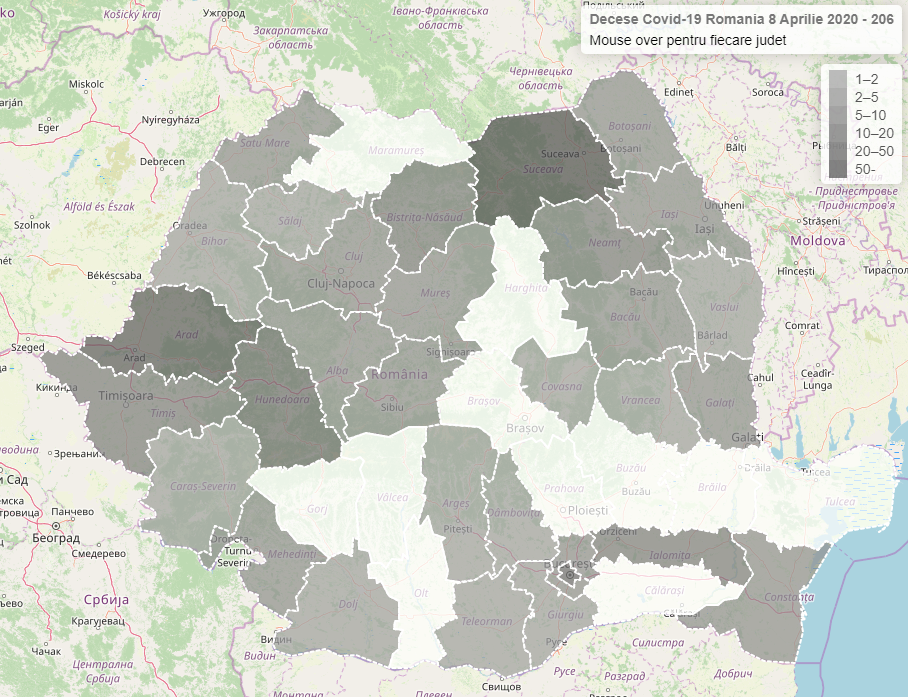 Подільський
Decese Covid-19 Romania 8 Aprilie 2020 - 206
Mouse over pentru fiecare judet
1–2
2–5
5–10
10–20
20–50
50-
Košický kraj
Ужгород
Івано-Франківська
область
Закарпатська
область
Чернівецька
область
Miskolc
Eger
Nyíregyháza
Debrecen
Alföld és Észak
Szolnok
Békéscsaba
Szeged
Edineț
Soroca
Bălți
Ungheni
Strășeni
Moldova
Hîncești
Тираспол
Comrat
Ceadîr-
Lunga
Cahul
- Приднестровье
- Придністров'я
Satu Mare
Maramureș
Suceava
Suceava
Botoșani
Botoșani
Iași
Iași
Oradea
Bihor
Sălaj
Bistrița-Năsăud
Neamț
Cluj
Cluj-Napoca
Mureș
Harghita
Bacău
Bacău
Vaslui
Bârlad
Arad
Arad
Sighișoara
România
Alba
Sibiu
Covasna
Vrancea
Galați
Galați
Кикинда
Timișoara
Timiș
Hunedoara
Brașov
Brașov
Зрењанин
Caraș-Severin
Gorj
Vâlcea
Argeș
Pitești
Dâmbovița
Prahova
Ploiești
Buzău
Buzău
Brăila
Brăila
Tulcea
Tulcea
Панчево
Београд
Смедерево
Drobeta-
Turnu
Severin
Mehedinți
Urziceni
Ialomița
București
Călărași
Constanța
Србија
Крагујевац
Чачак
Централна
Србија
Dolj
Olt
Teleorman
Giurgiu
Видин
Видин
Русе
Силистра
Свищов
Русе
Разград
Добрич
Монтана
Плевен